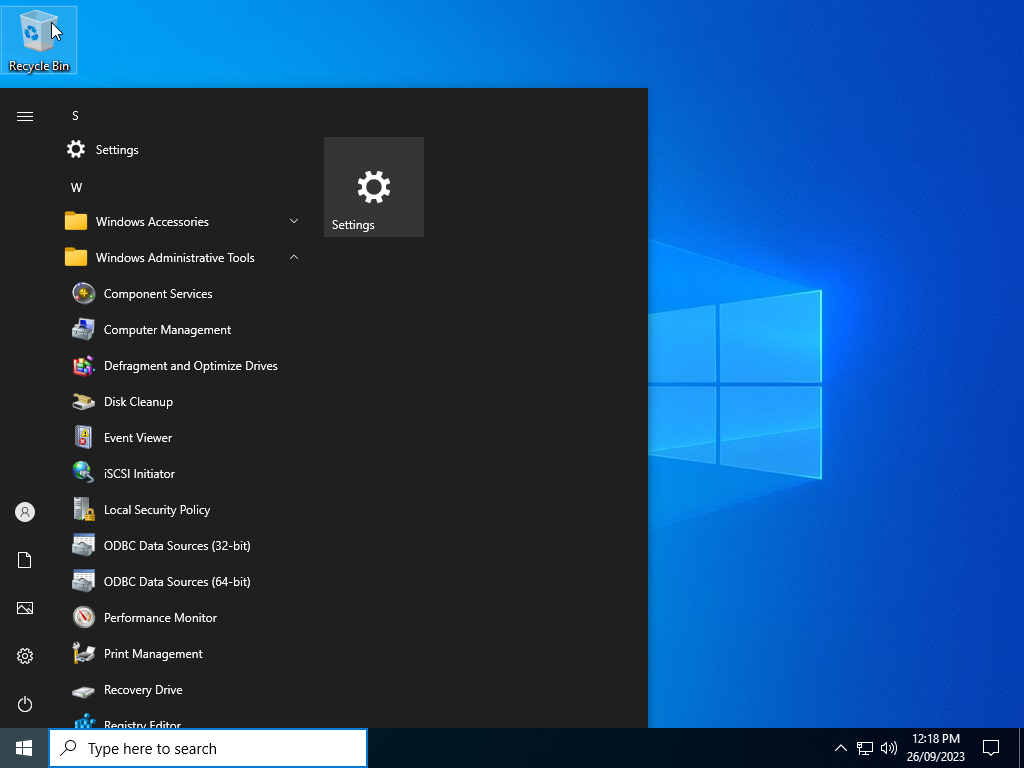 Recycle Bin
S
Settings
W
Windows Accessories
Windows Administrative Tools
Component Services
Computer Management
Defragment and Optimize Drives
Disk Cleanup
Event Viewer
iSCSI Initiator
Local Security Policy
ODBC Data Sources (32-bit)
ODBC Data Sources (64-bit)
Performance Monitor
Print Management
Recovery Drive
Registry Editor
Settings
Type here to search
12:18 PM
26/09/2023